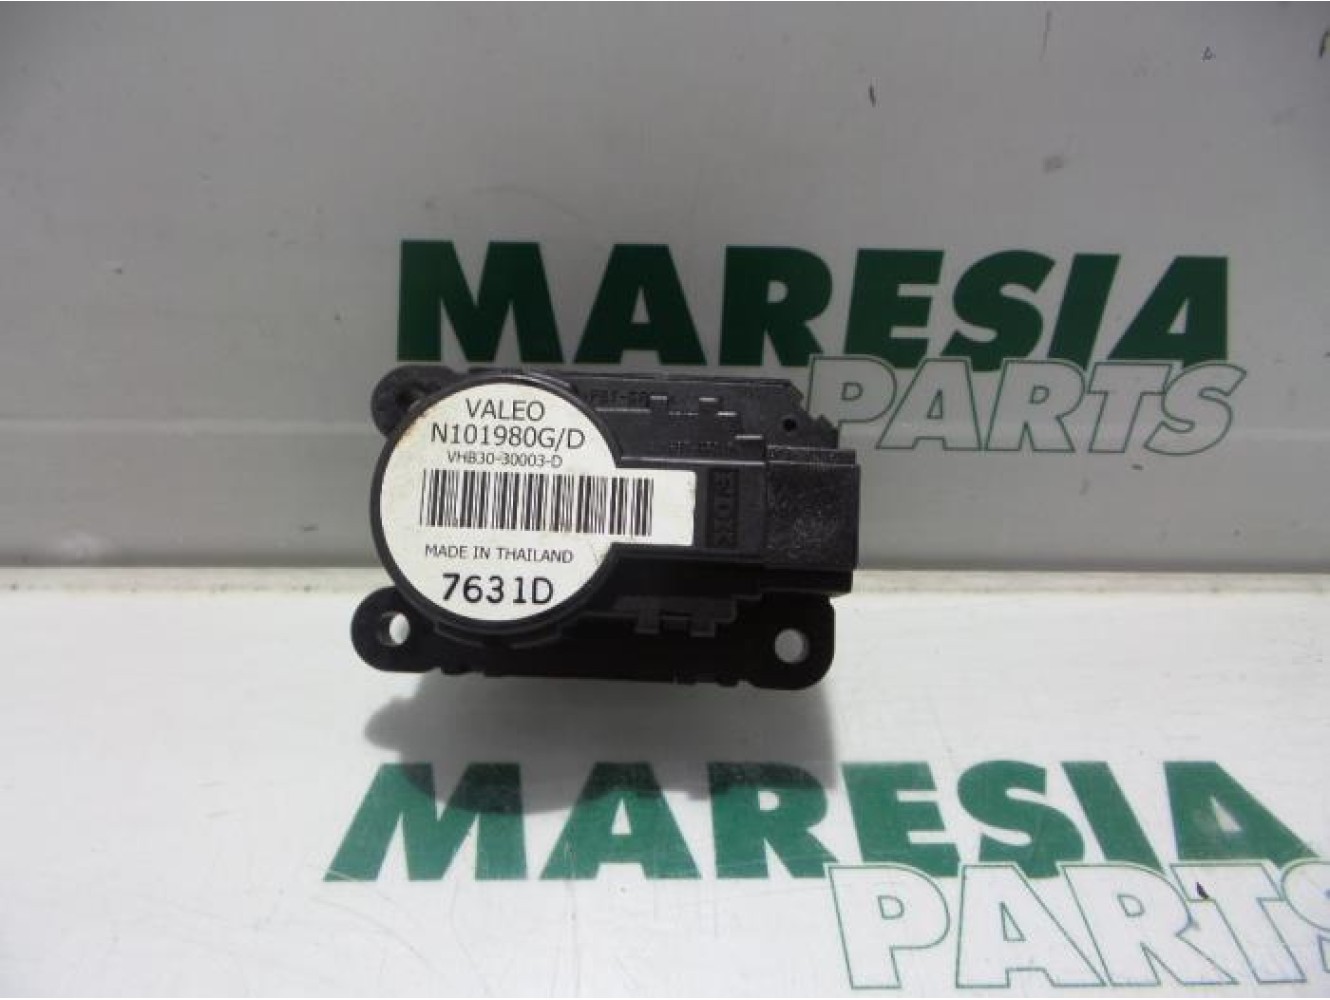 MARESIA
PARTS
VALEO
N101980G/D
VHB30-30003-D
MADE IN THAILAND
7631D
MARESIA
PARTS